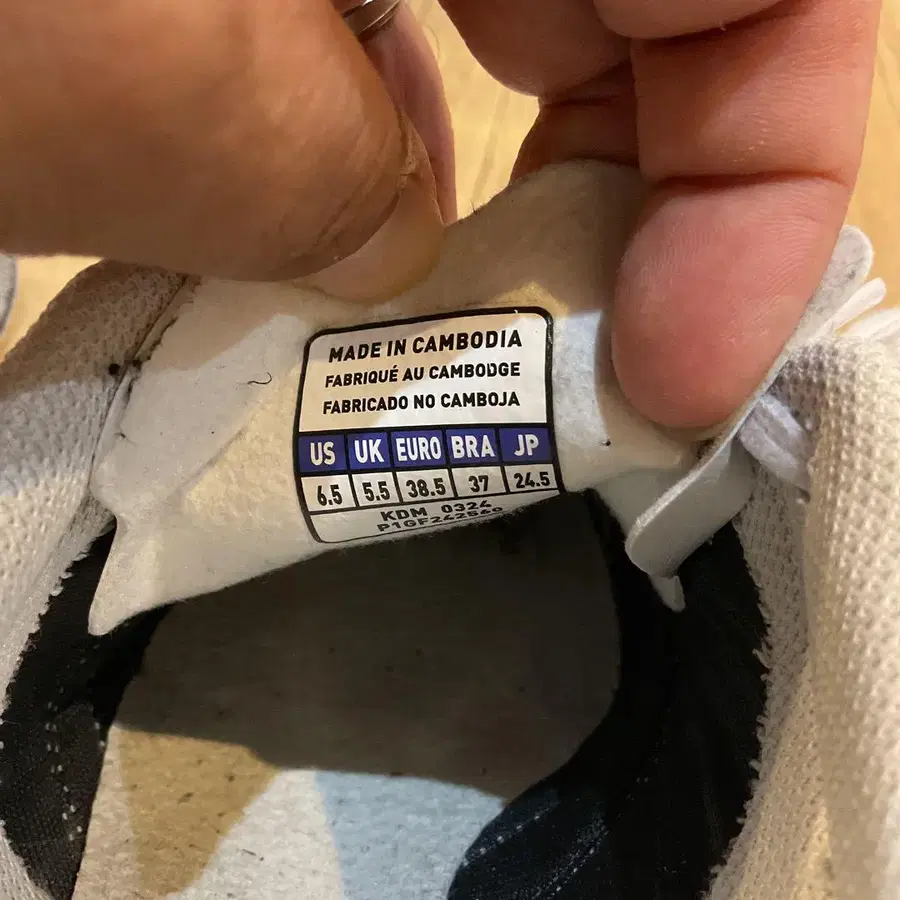 MADE IN CAMBODIA
FABRIQUÉ AU CAMBODGE
FABRICADO NO CAMBOJA
US UK EURO BRA JP
6.5 5.5 38.5 37 24.5
KDM 0324